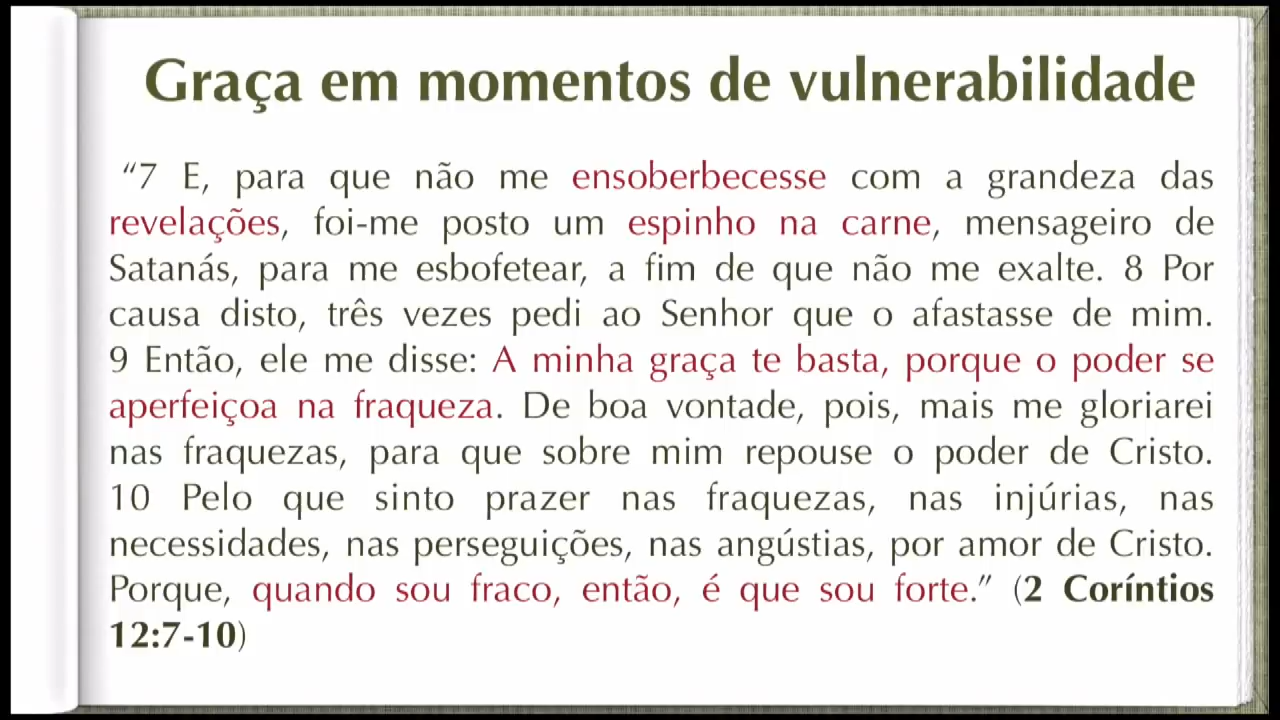 Graça em momentos de vulnerabilidade
“7 E, para que não me ensoberbecesse com a grandeza das
revelações, foi-me posto um espinho na carne, mensageiro de
Satanás, para me esbofetear, a fim de que não me exalte. 8 Por
causa disto, três vezes pedi ao Senhor que o afastasse de mim.
9 Então, ele me disse: A minha graça te basta, porque o poder se
aperfeiçoa na fraqueza. De boa vontade, pois, mais me gloriarei
nas fraquezas, para que sobre mim repouse o poder de Cristo.
10 Pelo que sinto prazer nas fraquezas, nas injúrias, nas
necessidades, nas perseguições, nas angústias, por amor de Cristo.
Porque, quando sou fraco, então, é que sou forte.” (2 Coríntios
12:7-10)